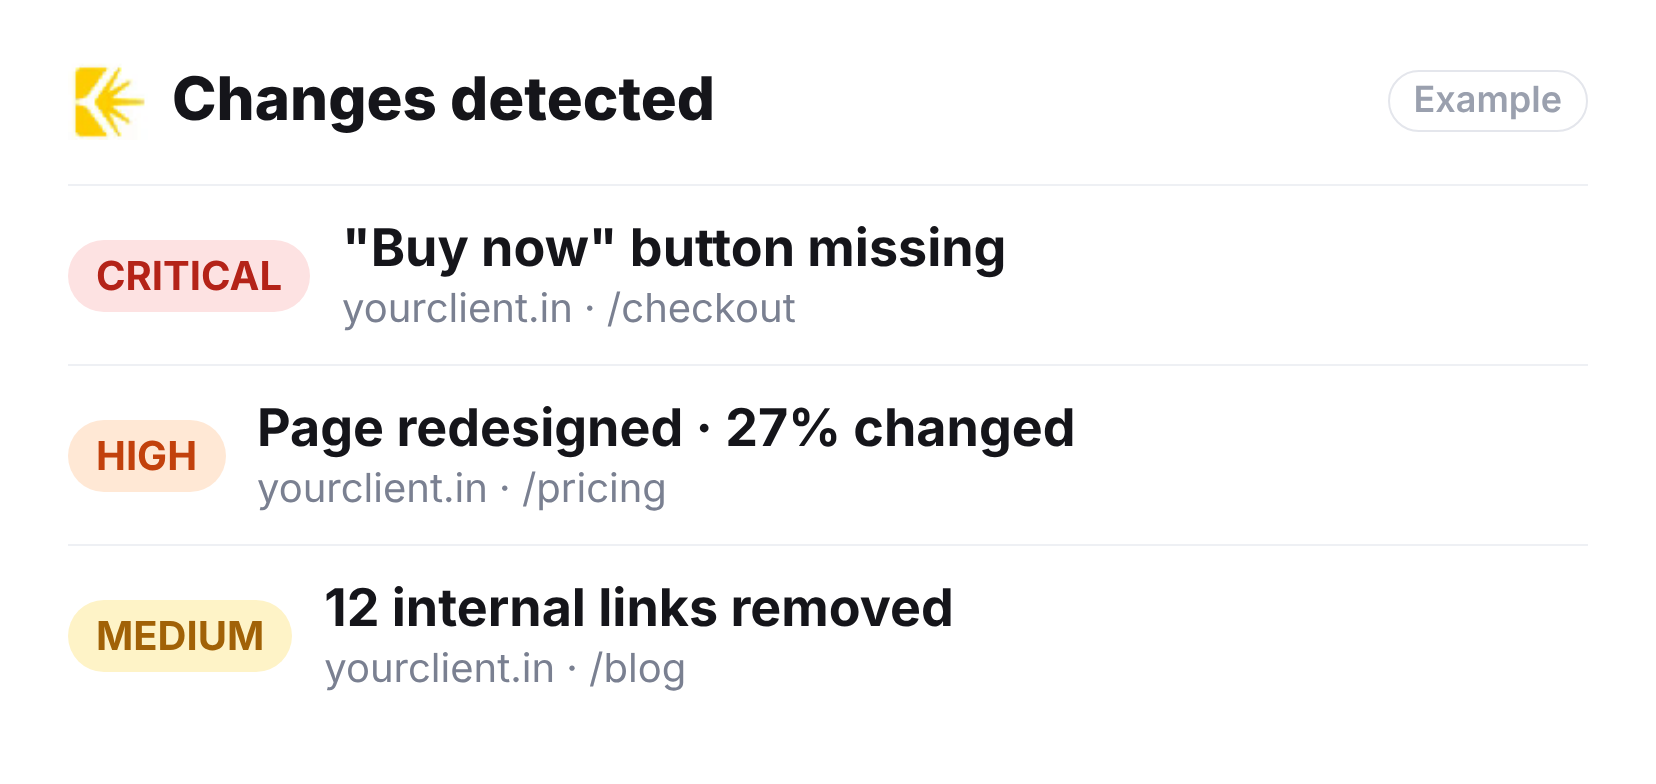 Changes detected
Example
CRITICAL
"Buy now" button missing
yourclient.in · /checkout
HIGH
Page redesigned · 27% changed
yourclient.in · /pricing
MEDIUM
12 internal links removed
yourclient.in · /blog